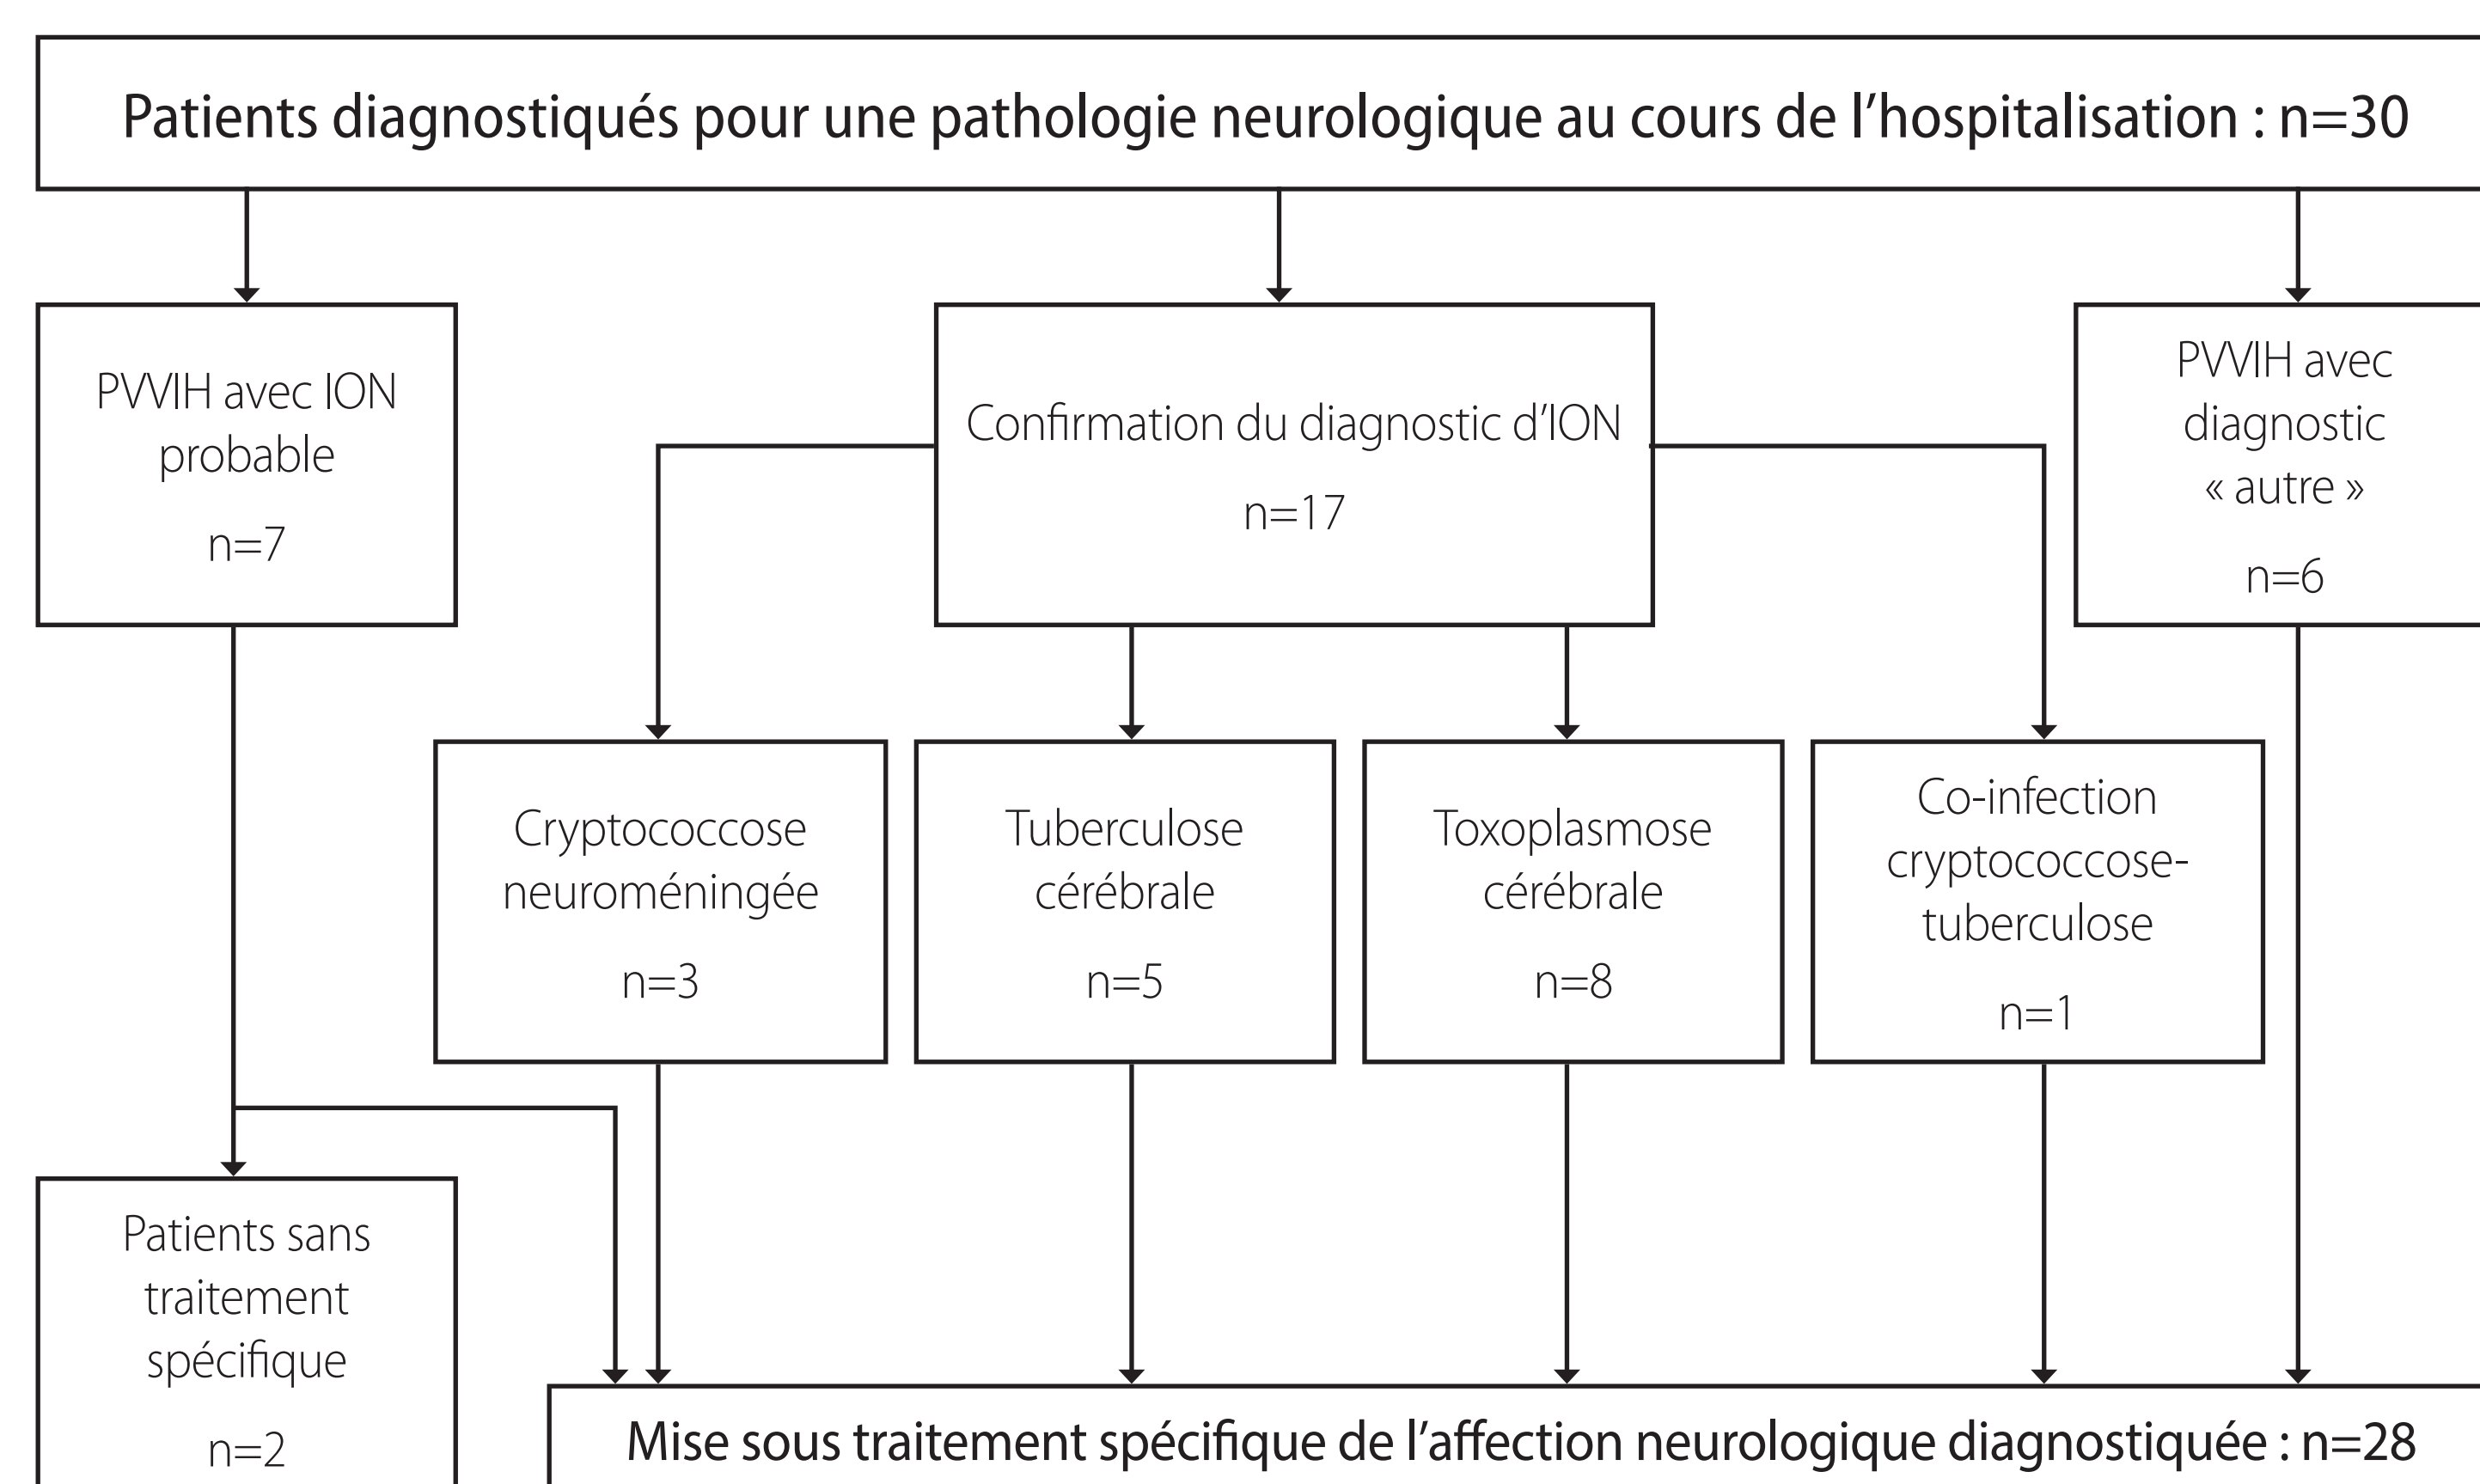 Patients diagnostiqués pour une pathologie neurologique au cours de l’hospitalisation : n=30
PVVIH avec ION
probable
n=7
Confirmation du diagnostic d’ION
n=17
PVVIH avec
diagnostic
« autre »
n=6
Cryptococcose
neuroméningée
n=3
Tuberculose
cérébrale
n=5
Toxoplasmose
cérébrale
n=8
Co-infection
cryptococcose-
tuberculose
n=1
Patients sans
traitement
spécifique
n=2
Mise sous traitement spécifique de l’affection neurologique diagnostiquée : n=28